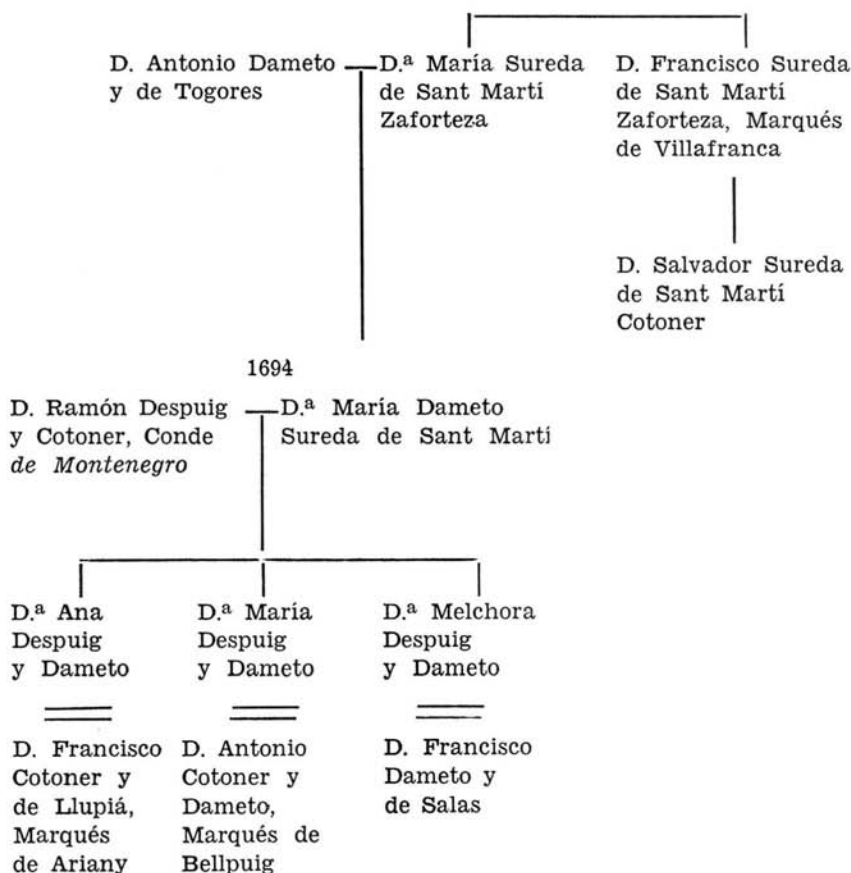 D. Antonio Dameto
y de Togores
D.ª María Sureda
de Sant Martí
Zaforteza
D. Francisco Sureda
de Sant Martí
Zaforteza, Marqués
de Villafranca
D. Salvador Sureda
de Sant Martí
Cotoner
1694
D. Ramón Despuig
y Cotoner, Conde
de Montenegro
D.ª María Dameto
Sureda de Sant Martí
D.ª Ana
Despuig
y Dameto
D.ª María
Despuig
y Dameto
D.ª Melchora
Despuig
y Dameto
D. Francisco
Cotoner y
de Llupiá,
Marqués
de Ariany
D. Antonio
Cotoner y
Dameto,
Marqués de
Bellpuig
D. Francisco
Dameto y
de Salas